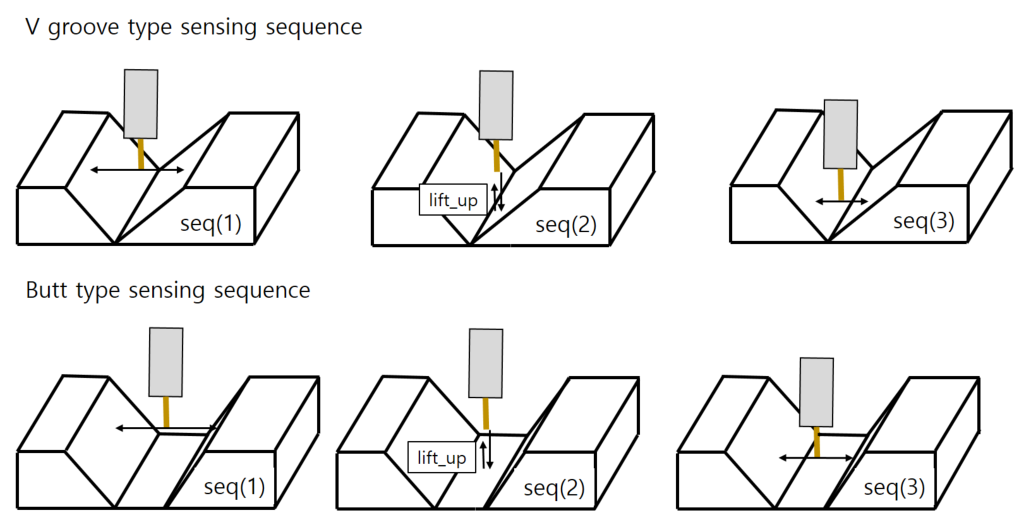 V groove type sensing sequence
seq(1)
lift_up
seq(2)
seq(3)
Butt type sensing sequence
seq(1)
lift_up
seq(2)
seq(3)